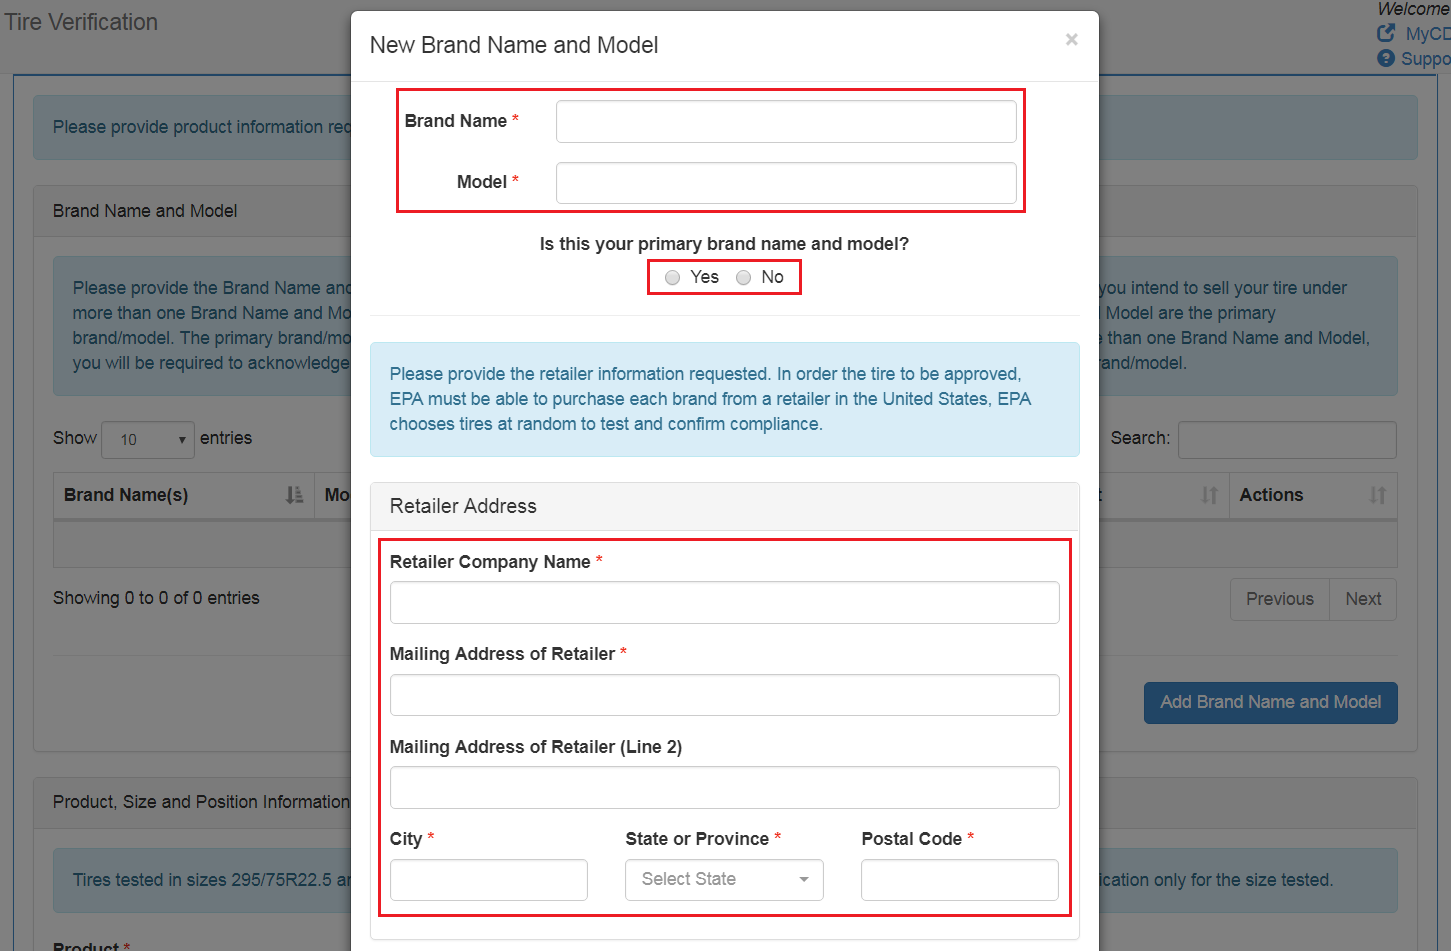 Tire Verification
Welcome
MyCD
Suppo
New Brand Name and Model
×
Please provide product information req
Brand Name *
Model *
Is this your primary brand name and model?
Yes No
Brand Name and Model
Please provide the Brand Name and
more than one Brand Name and Mo
brand/model. The primary brand/mo
you will be required to acknowledge
you intend to sell your tire under
Model are the primary
than one Brand Name and Model,
and/model.
Please provide the retailer information requested. In order the tire to be approved,
EPA must be able to purchase each brand from a retailer in the United States, EPA
chooses tires at random to test and confirm compliance.
Show 10 entries
Search:
Brand Name(s) Mo
t Actions
Showing 0 to 0 of 0 entries
Previous Next
Add Brand Name and Model
Retailer Address
Retailer Company Name *
Mailing Address of Retailer *
Mailing Address of Retailer (Line 2)
City * State or Province * Postal Code *
Select State
Product, Size and Position Information
Tires tested in sizes 295/75R22.5 an
ication only for the size tested.
Product *